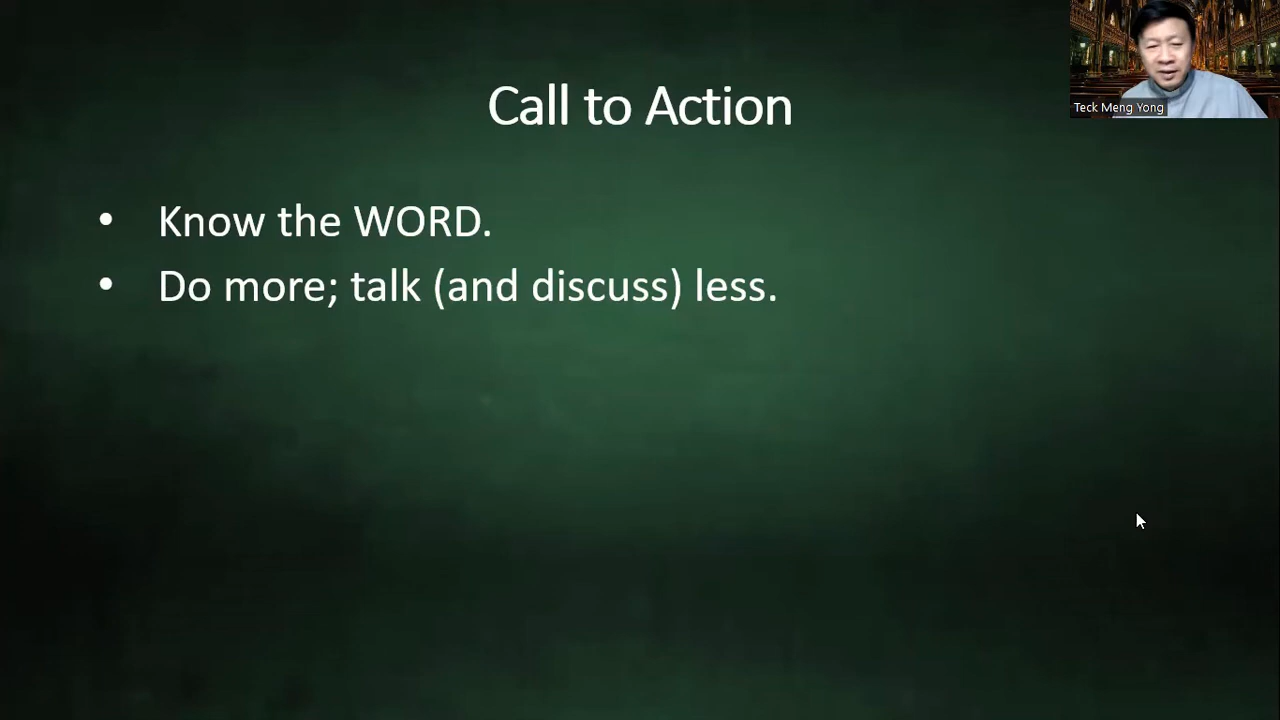 Call to Action
Teck Meng Yong
• Know the WORD.
• Do more; talk (and discuss) less.